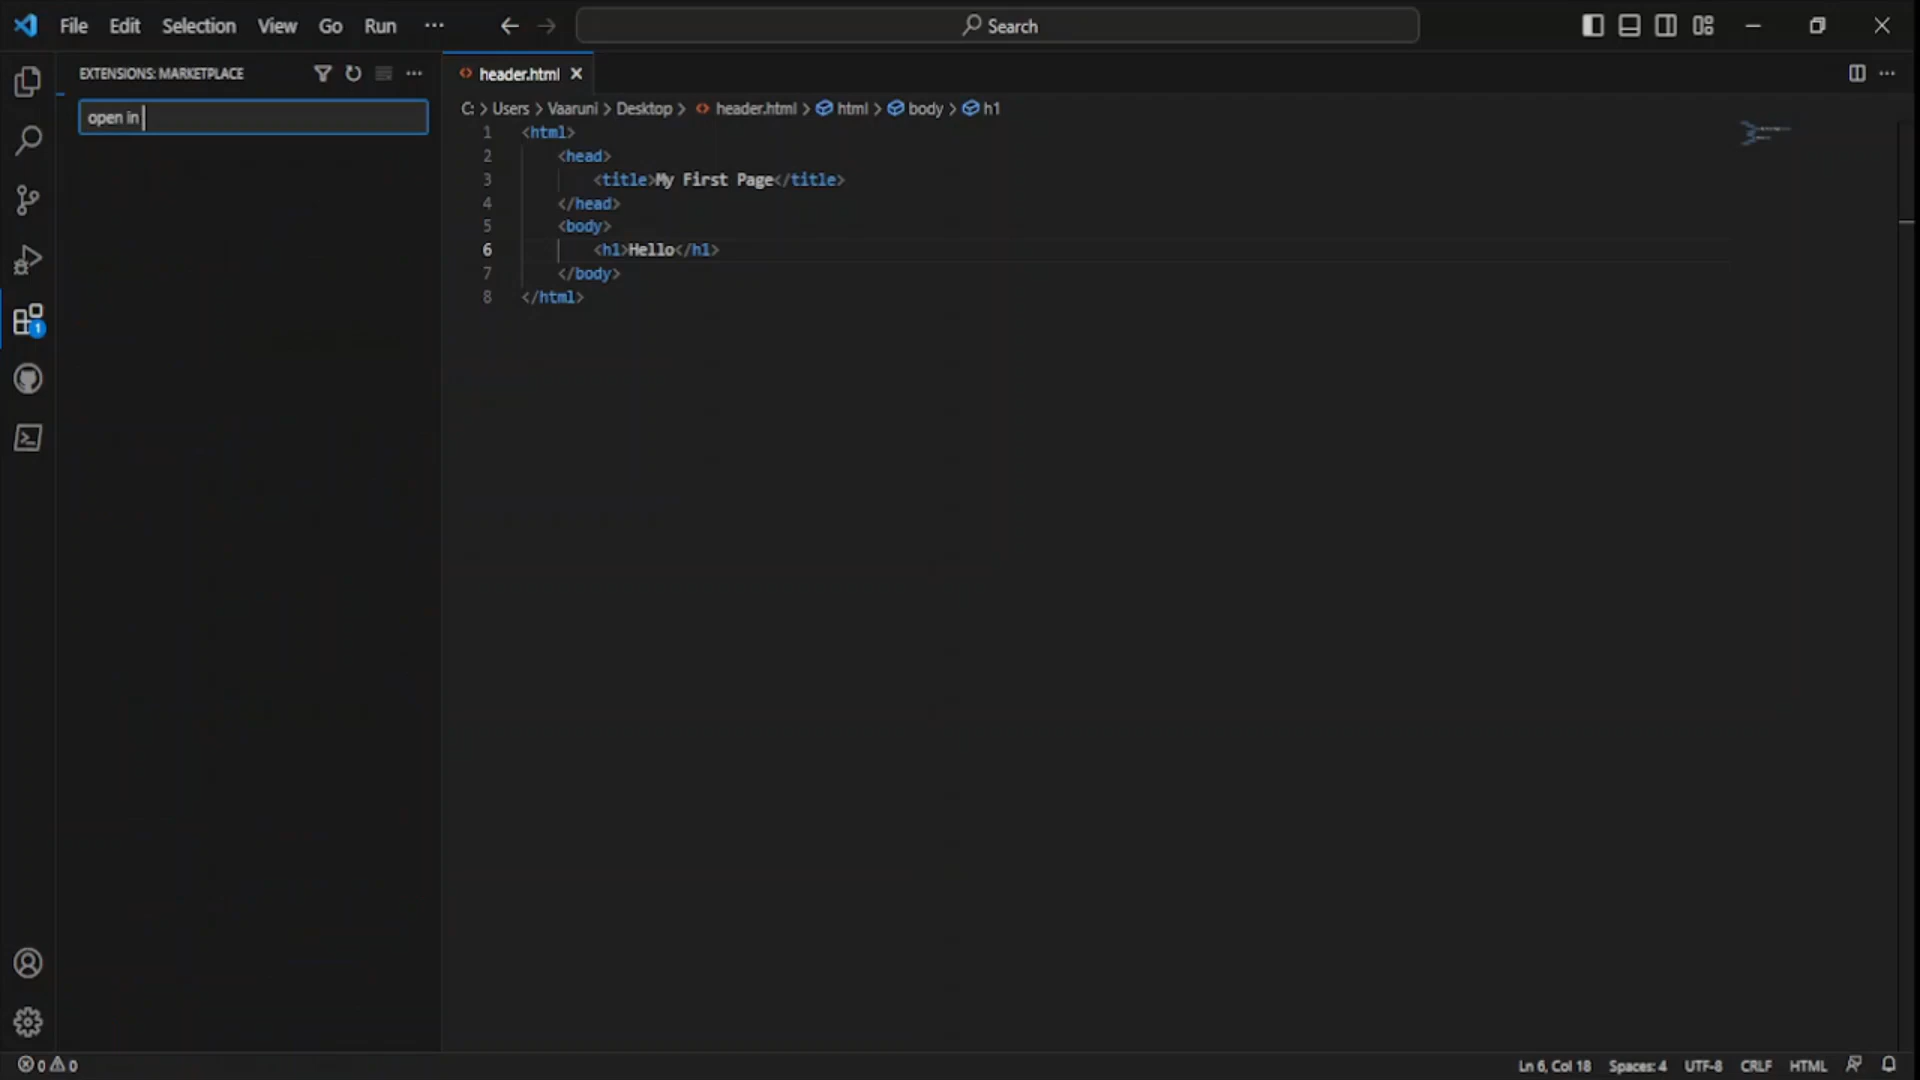 File Edit Selection View Go Run ··· Search
EXTENSIONS: MARKETPLACE ···
open in
1
header.html
C: > Users > Vaaruni > Desktop > header.html > html > body > h1
1 <html>
2 <head>
3 <title>My First Page</title>
4 </head>
5 <body>
6 <h1>Hello</h1>
7 </body>
8 </html>
0 0 Ln 6, Col 18 Spaces: 4 UTF-8 CRLF HTML